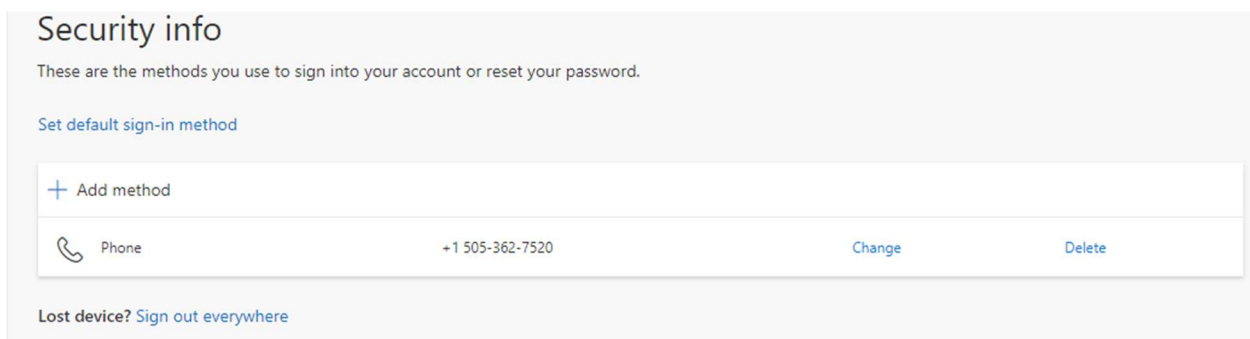 Security info
These are the methods you use to sign into your account or reset your password.
Set default sign-in method
+ Add method
Phone +1 505-362-7520 Change Delete
Lost device? Sign out everywhere